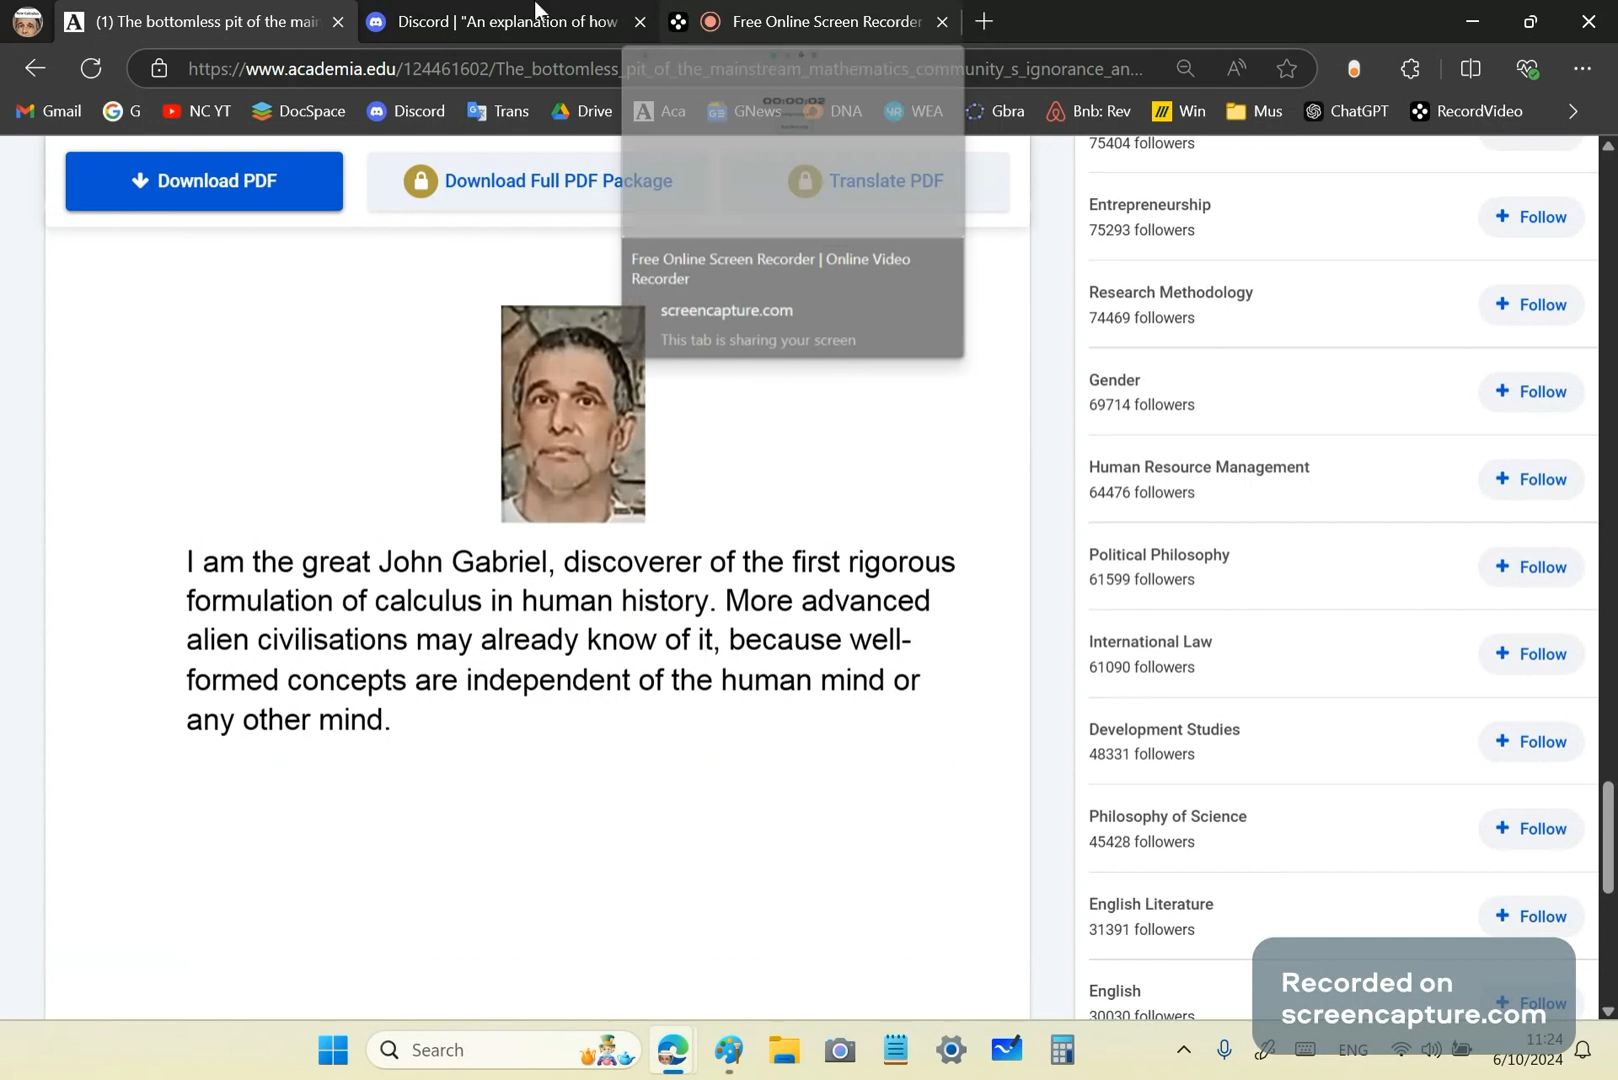 (1) The bottomless pit of the main
Discord | "An explanation of how
Free Online Screen Recorder
https://www.academia.edu/124461602/The_bottomless_pit_of_the_mainstream_mathematics_community_s_ignorance_an...
Gmail
G
NC YT
DocSpace
Discord
Trans
Drive
Aca
GNews
DNA
WEA
Gbra
Bnb: Rev
Win
Mus
ChatGPT
RecordVideo
00:00:02
Download PDF
Download Full PDF Package
Translate PDF
Free Online Screen Recorder | Online Video
Recorder
screencapture.com
This tab is sharing your screen
I am the great John Gabriel, discoverer of the first rigorous
formulation of calculus in human history. More advanced
alien civilisations may already know of it, because well-
formed concepts are independent of the human mind or
any other mind.
75404 followers
Entrepreneurship
75293 followers
+ Follow
Research Methodology
74469 followers
+ Follow
Gender
69714 followers
+ Follow
Human Resource Management
64476 followers
+ Follow
Political Philosophy
61599 followers
+ Follow
International Law
61090 followers
+ Follow
Development Studies
48331 followers
+ Follow
Philosophy of Science
45428 followers
+ Follow
English Literature
31391 followers
+ Follow
English
30030 followers
+ Follow
Recorded on
screencapture.com
Search
ENG
11:24
6/10/2024